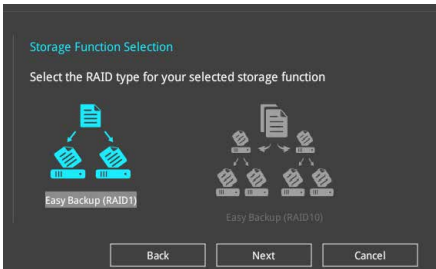 Storage Function Selection
Select the RAID type for your selected storage function
Easy Backup (RAID1)
Easy Backup (RAID10)
Back
Next
Cancel